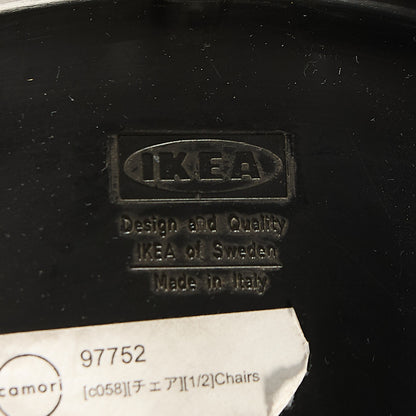 IKEA
Design and Quality
IKEA of Sweden
Made in Italy
camori
97752
[c058][チェア][1/2]Chairs